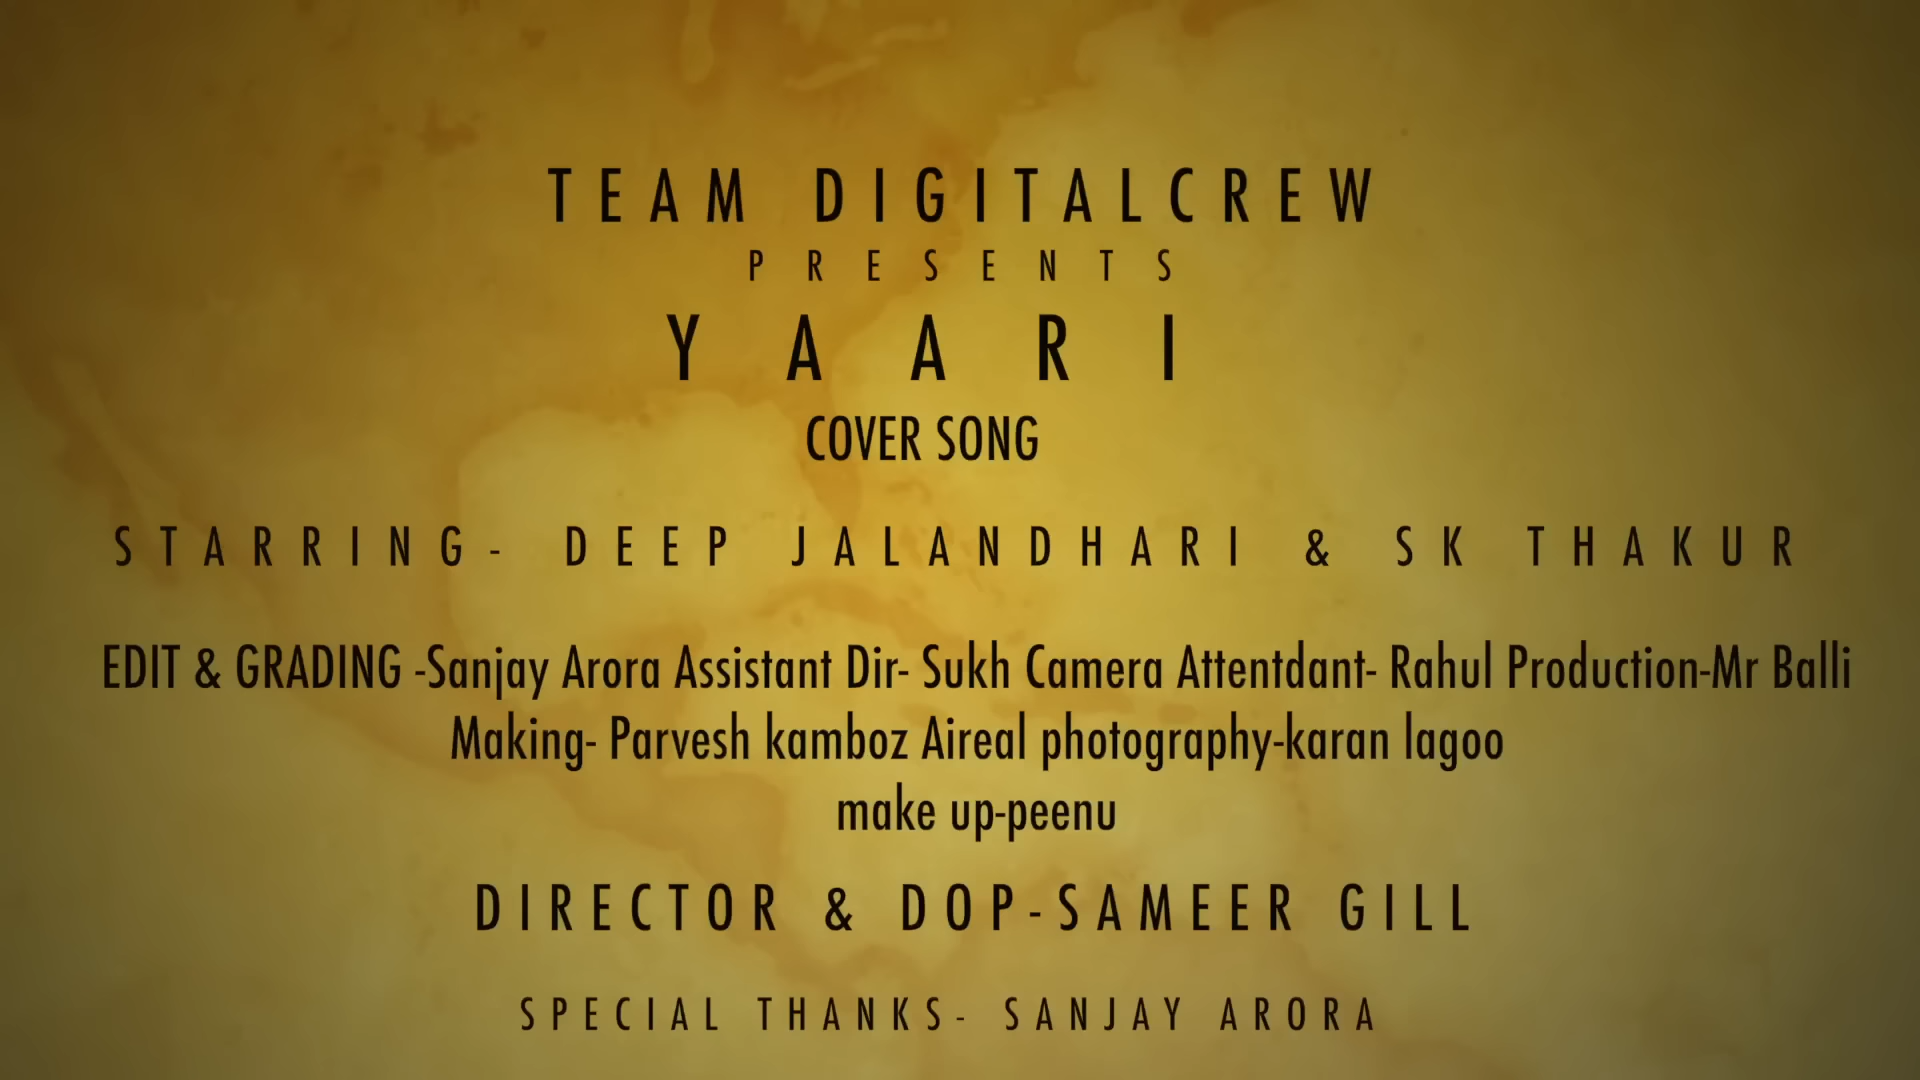 TEAM DIGITALCREW
PRESENTS
YAARI
COVER SONG
STARRING- DEEP JALANDHARI & SK THAKUR
EDIT & GRADING -Sanjay Arora Assistant Dir- Sukh Camera Attentdant- Rahul Production-Mr Balli
Making- Parvesh kamboz Aireal photography-karan lagoo
make up-peenu
DIRECTOR & DOP-SAMEER GILL
SPECIAL THANKS- SANJAY ARORA